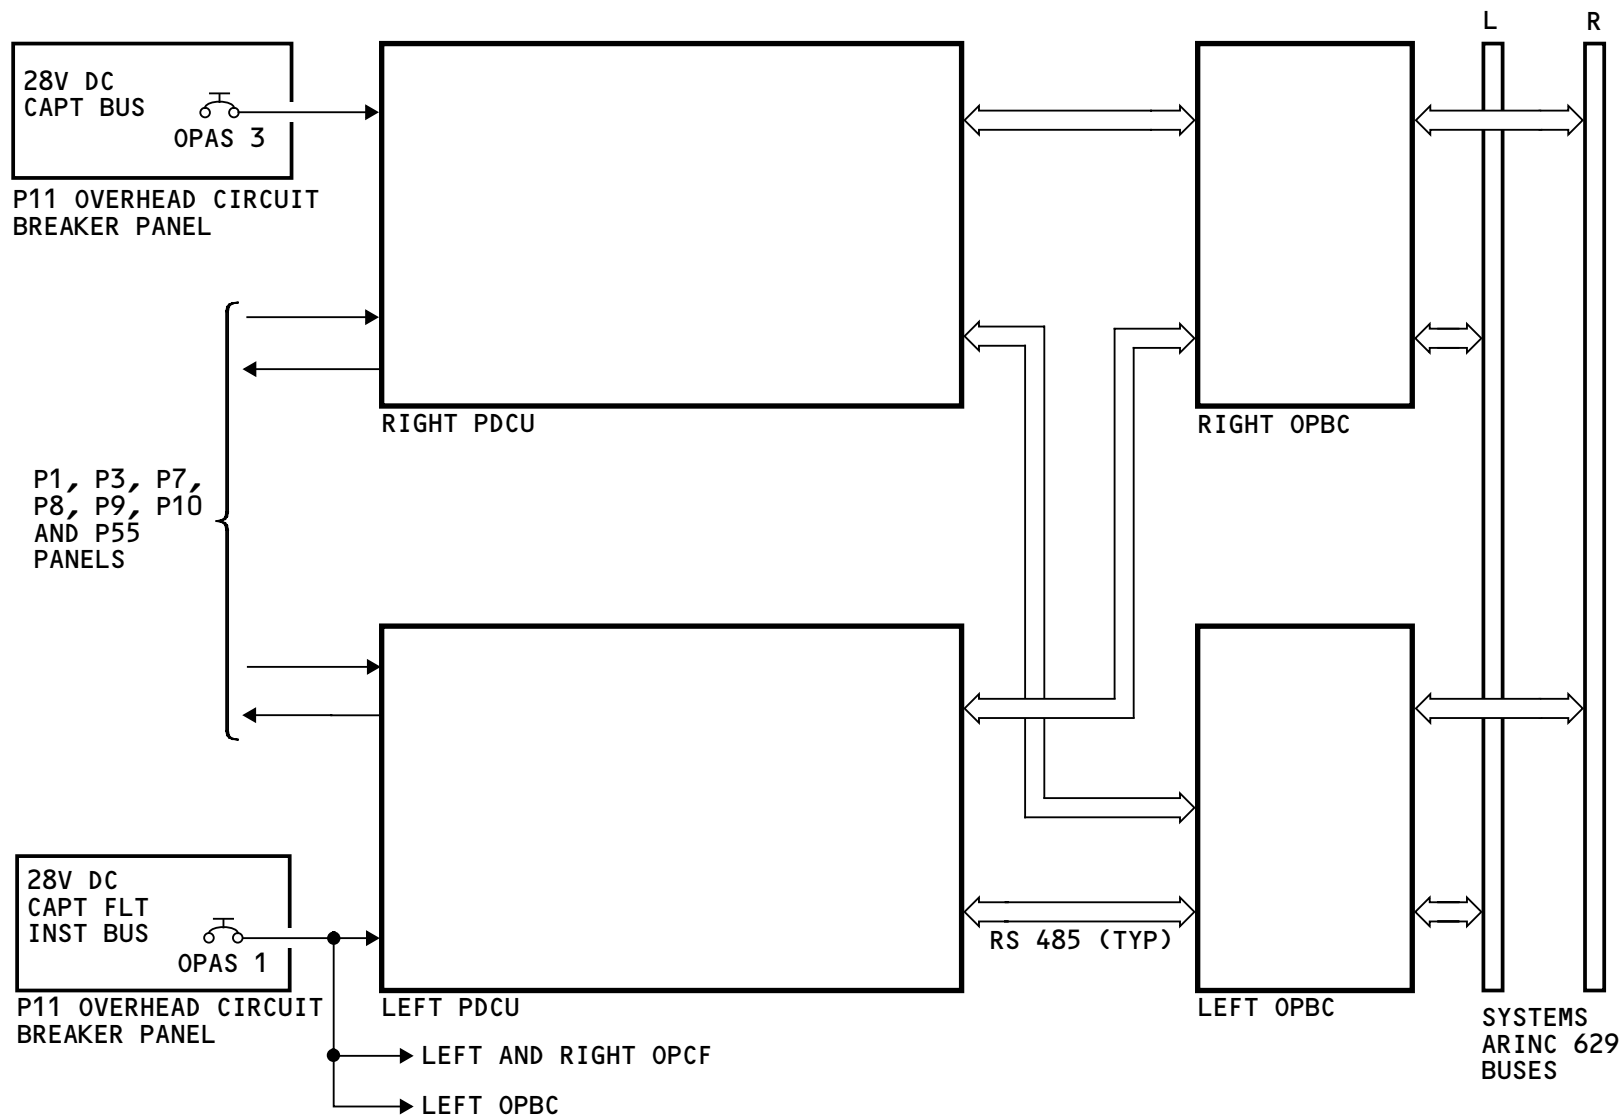 L
R
28V DC
CAPT BUS
OPAS 3
P11 OVERHEAD CIRCUIT
BREAKER PANEL
RIGHT PDCU
RIGHT OPBC
P1, P3, P7,
P8, P9, P10
AND P55
PANELS
28V DC
CAPT FLT
INST BUS
OPAS 1
P11 OVERHEAD CIRCUIT
BREAKER PANEL
RS 485 (TYP)
LEFT PDCU
LEFT OPBC
SYSTEMS
ARINC 629
BUSES
LEFT AND RIGHT OPCF
LEFT OPBC